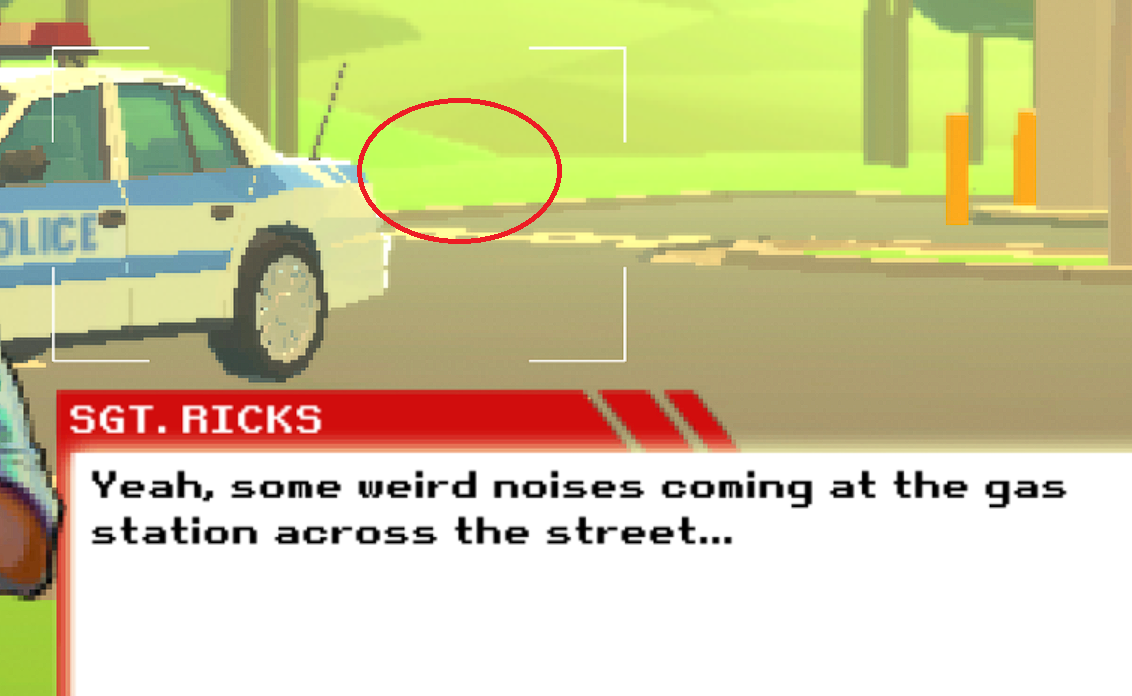 OLICE
SGT. RICKS
Yeah, some weird noises coming at the gas
station across the street...